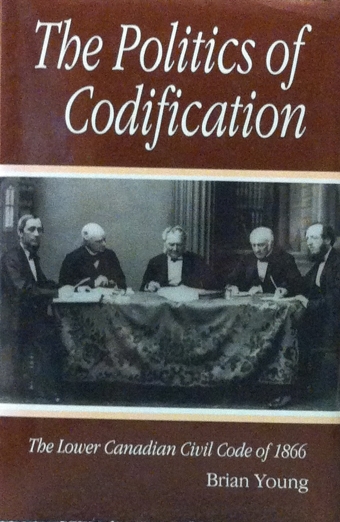 The Politics of
Codification
The Lower Canadian Civil Code of 1866
Brian Young